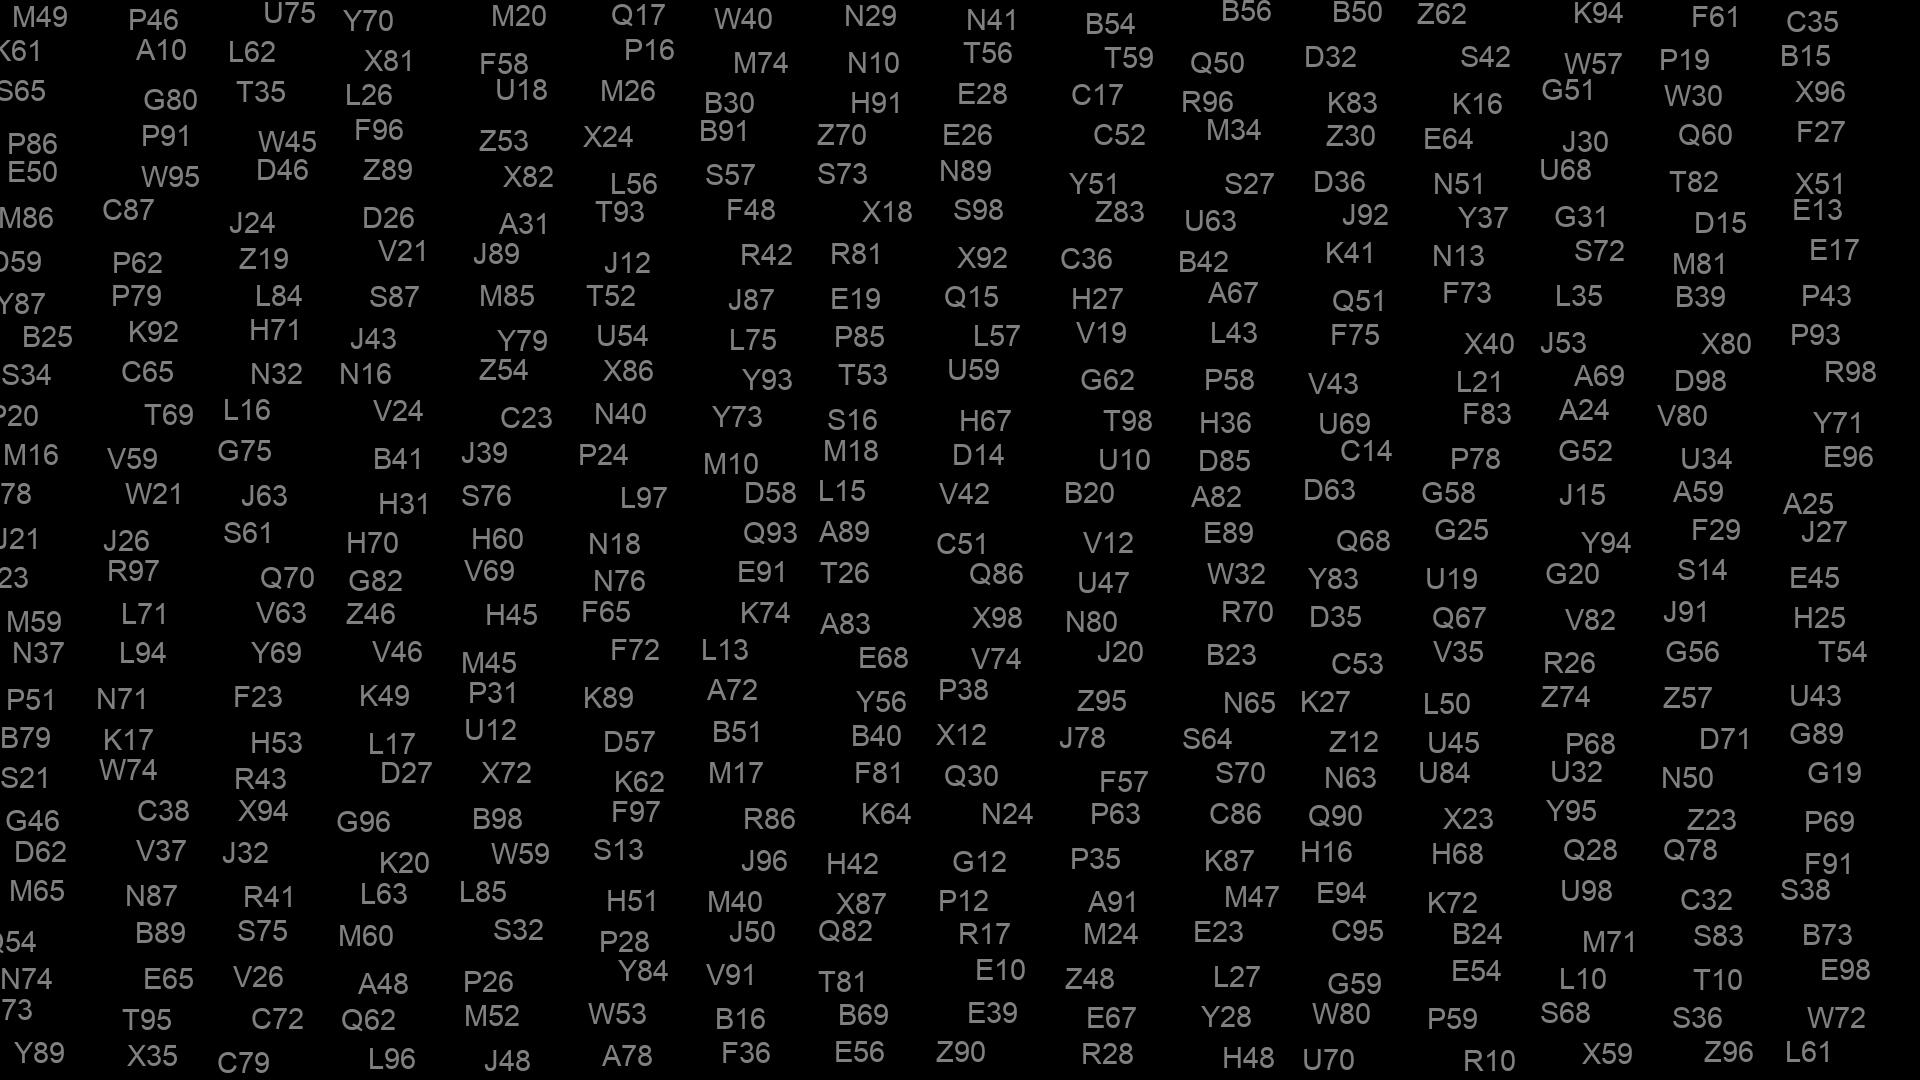 M49 P46 U75 Y70 M20 Q17 W40 N29 N41 B54 B56 B50 Z62 K94 F61 C35
K61 A10 L62 X81 F58 P16 M74 N10 T56 T59 Q50 D32 S42 W57 P19 B15
S65 G80 T35 L26 U18 M26 B30 H91 E28 C17 R96 K83 K16 G51 W30 X96
P86 P91 W45 F96 Z53 X24 B91 Z70 E26 C52 M34 Z30 E64 J30 Q60 F27
E50 W95 D46 Z89 X82 L56 S57 S73 N89 Y51 S27 D36 N51 U68 T82 X51
M86 C87 J24 D26 A31 T93 F48 X18 S98 Z83 U63 J92 Y37 G31 D15 E13
D59 P62 Z19 V21 J89 J12 R42 R81 X92 C36 B42 K41 N13 S72 M81 E17
Y87 P79 L84 S87 M85 T52 J87 E19 Q15 H27 A67 Q51 F73 L35 B39 P43
B25 K92 H71 J43 Y79 U54 L75 P85 L57 V19 L43 F75 X40 J53 X80 P93
S34 C65 N32 N16 Z54 X86 Y93 T53 U59 G62 P58 V43 L21 A69 D98 R98
P20 T69 L16 V24 C23 N40 Y73 S16 H67 T98 H36 U69 F83 A24 V80 Y71
M16 V59 G75 B41 J39 P24 M10 M18 D14 U10 D85 C14 P78 G52 U34 E96
78 W21 J63 H31 S76 L97 D58 L15 V42 B20 A82 D63 G58 J15 A59 A25
J21 J26 S61 H70 H60 N18 Q93 A89 C51 V12 E89 Q68 G25 Y94 F29 J27
23 R97 Q70 G82 V69 N76 E91 T26 Q86 U47 W32 Y83 U19 G20 S14 E45
M59 L71 V63 Z46 H45 F65 K74 A83 X98 N80 R70 D35 Q67 V82 J91 H25
N37 L94 Y69 V46 M45 F72 L13 E68 V74 J20 B23 C53 V35 R26 G56 T54
P51 N71 F23 K49 P31 K89 A72 Y56 P38 Z95 N65 K27 L50 Z74 Z57 U43
B79 K17 H53 L17 U12 D57 B51 B40 X12 J78 S64 Z12 U45 P68 D71 G89
S21 W74 R43 D27 X72 K62 M17 F81 Q30 F57 S70 N63 U84 U32 N50 G19
G46 C38 X94 G96 B98 F97 R86 K64 N24 P63 C86 Q90 X23 Y95 Z23 P69
D62 V37 J32 K20 W59 S13 J96 H42 G12 P35 K87 H16 H68 Q28 Q78 F91
M65 N87 R41 L63 L85 H51 M40 X87 P12 A91 M47 E94 K72 U98 C32 S38
Q54 B89 S75 M60 S32 P28 J50 Q82 R17 M24 E23 C95 B24 M71 S83 B73
N74 E65 V26 A48 P26 Y84 V91 T81 E10 Z48 L27 G59 E54 L10 T10 E98
73 T95 C72 Q62 M52 W53 B16 B69 E39 E67 Y28 W80 P59 S68 S36 W72
Y89 X35 C79 L96 J48 A78 F36 E56 Z90 R28 H48 U70 R10 X59 Z96 L61